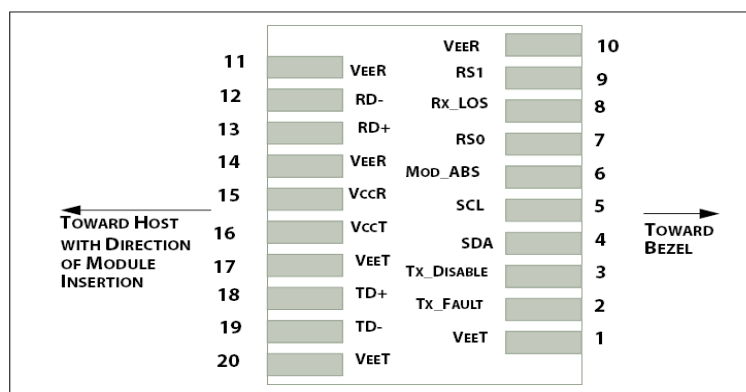 11 VEER
12 RD-
13 RD+
14 VEER
15 VCCR
16 VCCT
17 VEET
18 TD+
19 TD-
20 VEET
TOWARD HOST
WITH DIRECTION
OF MODULE
INSERTION
VEER 10
RS1 9
RX_LOS 8
RS0 7
MOD_ABS 6
SCL 5
SDA 4
TX_DISABLE 3
TX_FAULT 2
VEET 1
TOWARD
BEZEL